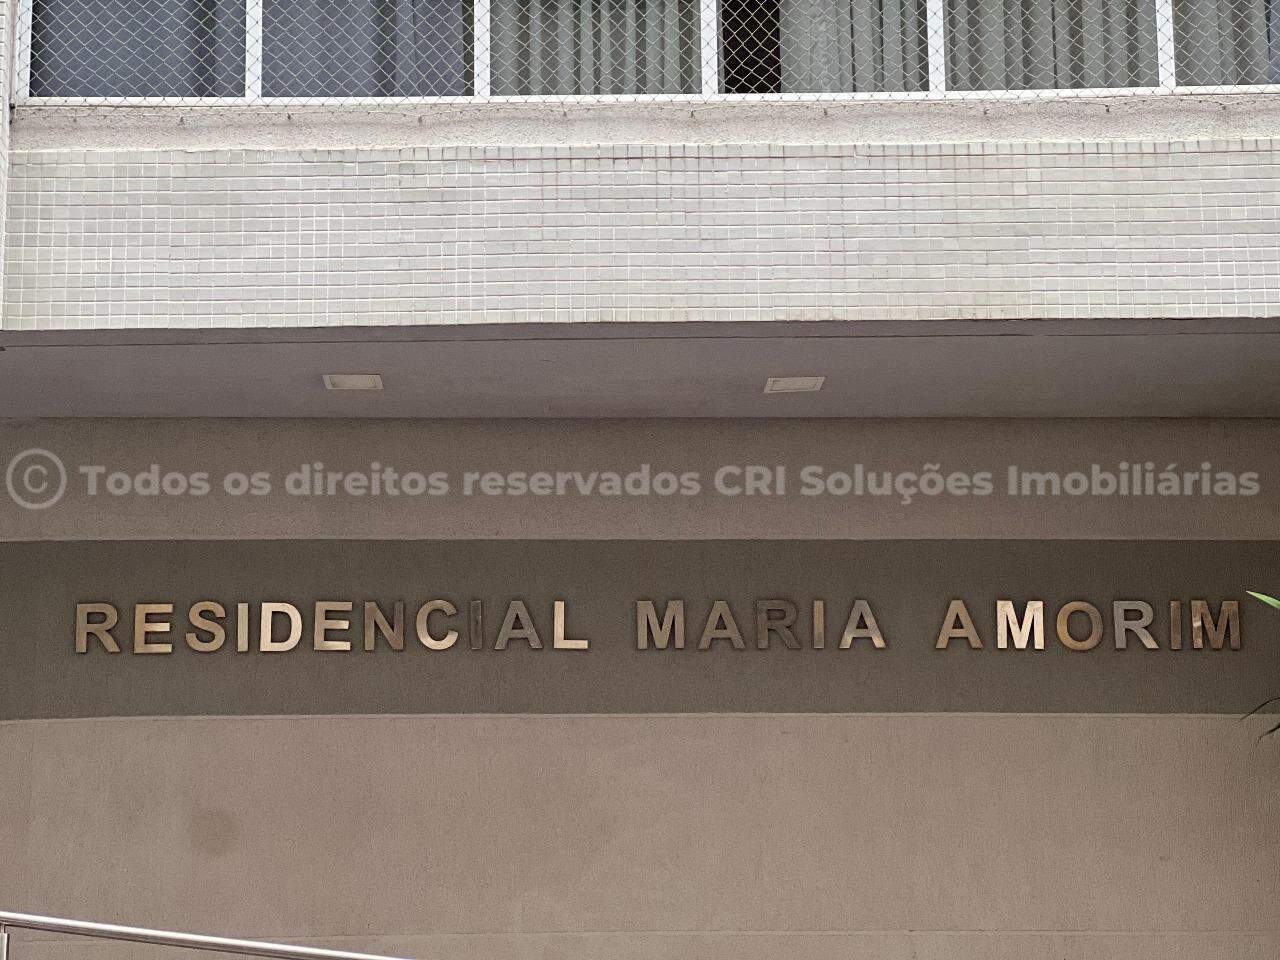 © Todos os direitos reservados CRI Soluções Imobiliárias
RESIDENCIAL MARIA AMORIM